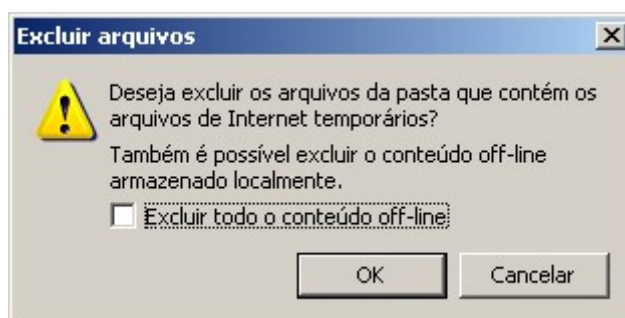 Excluir arquivos
Deseja excluir os arquivos da pasta que contém os
arquivos de Internet temporários?
Também é possível excluir o conteúdo off-line
armazenado localmente.
Excluir todo o conteúdo off-line
OK
Cancelar